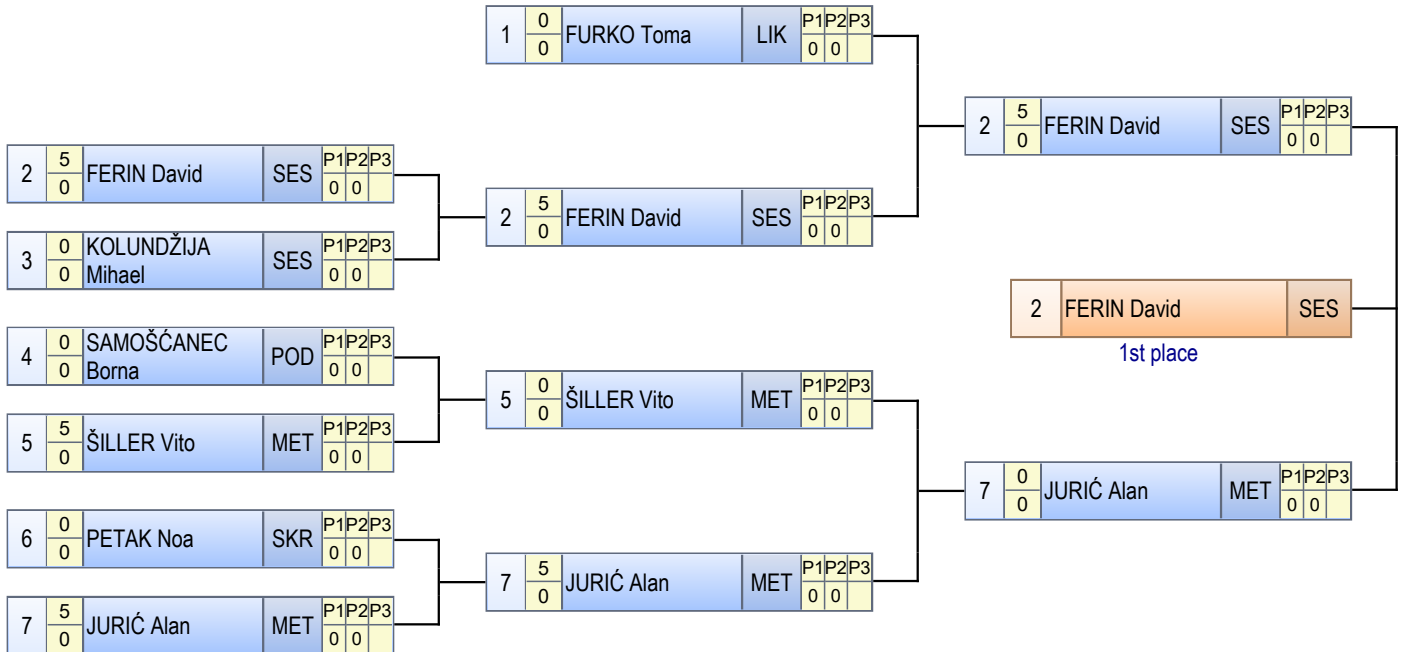 1 0 FURKO Toma LIK P1 P2 P3
0 0 0
2 5 FERIN David SES P1 P2 P3
0 0 0
3 0 KOLUNDŽIJA SES P1 P2 P3
0 Mihael 0 0
4 0 SAMOŠĆANEC POD P1 P2 P3
0 Borna 0 0
5 5 ŠILLER Vito MET P1 P2 P3
0 0 0
6 0 PETAK Noa SKR P1 P2 P3
0 0 0
7 5 JURIĆ Alan MET P1 P2 P3
0 0 0
2 5 FERIN David SES P1 P2 P3
0 0 0
5 0 ŠILLER Vito MET P1 P2 P3
0 0 0
7 5 JURIĆ Alan MET P1 P2 P3
0 0 0
2 5 FERIN David SES P1 P2 P3
0 0 0
7 0 JURIĆ Alan MET P1 P2 P3
0 0 0
2 FERIN David SES
1st place